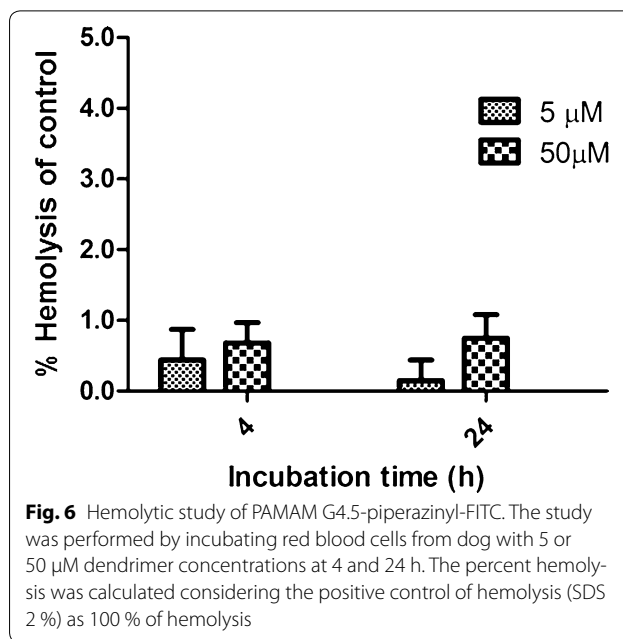 5.0
4.0
3.0
2.0
1.0
0.0
% Hemolysis of control
5 μM
50μM
4
24
Incubation time (h)
Fig. 6 Hemolytic study of PAMAM G4.5-piperazinyl-FITC. The study
was performed by incubating red blood cells from dog with 5 or
50 μM dendrimer concentrations at 4 and 24 h. The percent hemoly-
sis was calculated considering the positive control of hemolysis (SDS
2 %) as 100 % of hemolysis